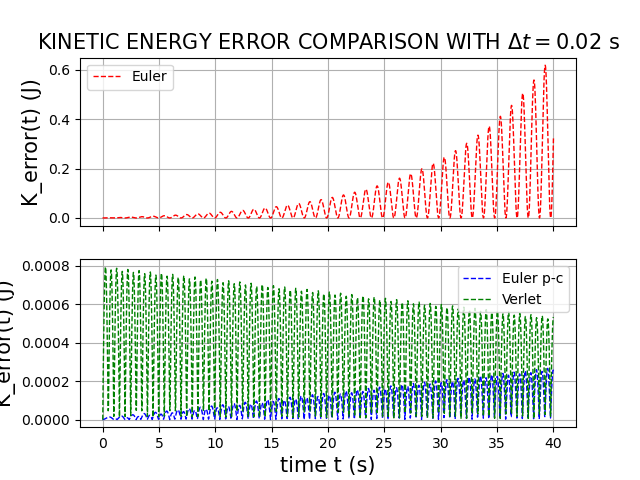 KINETIC ENERGY ERROR COMPARISON WITH Δt = 0.02 s
K_error(t) (J)
0.6
0.4
0.2
0.0
Euler
K_error(t) (J)
0.0008
0.0006
0.0004
0.0002
0.0000
Euler p-c
Verlet
0 5 10 15 20 25 30 35 40
time t (s)